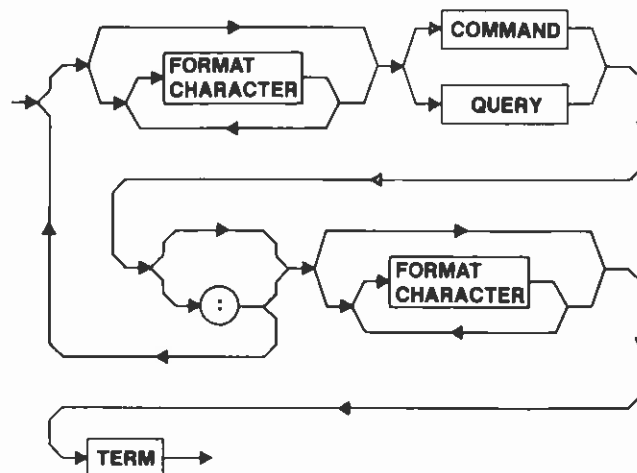 FORMAT
CHARACTER
COMMAND
QUERY
:
FORMAT
CHARACTER
TERM